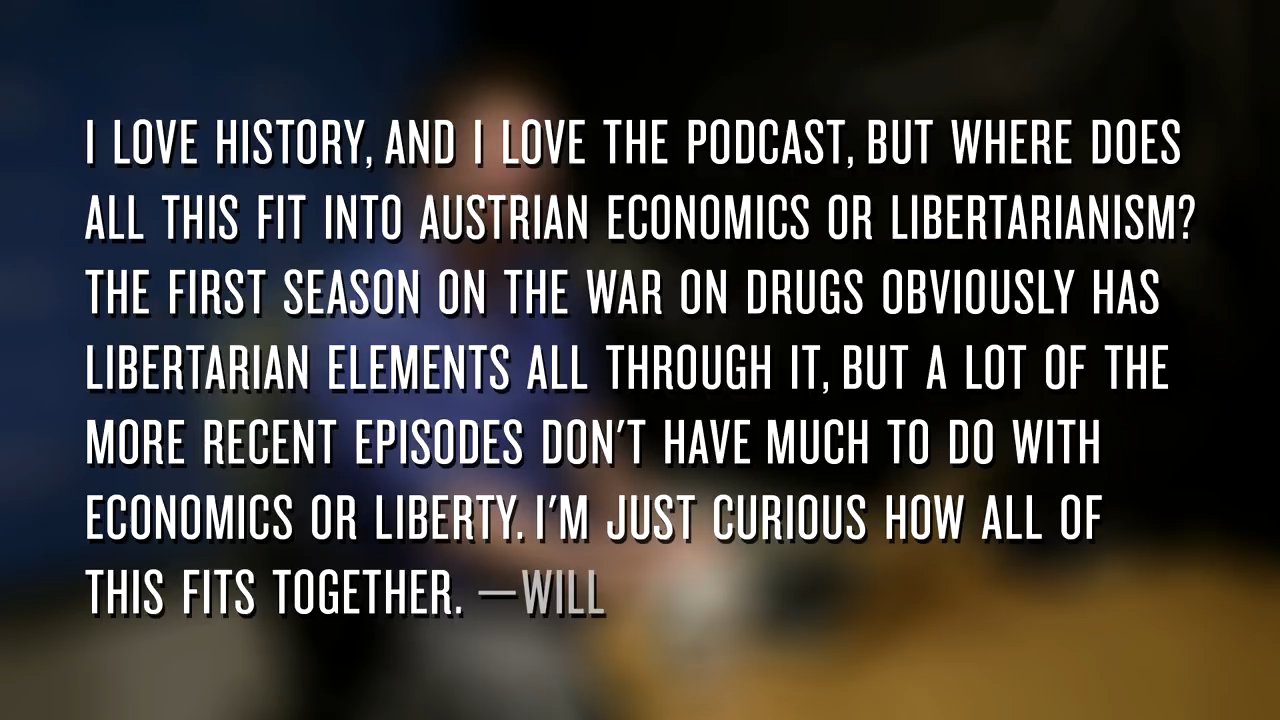 I LOVE HISTORY, AND I LOVE THE PODCAST, BUT WHERE DOES
ALL THIS FIT INTO AUSTRIAN ECONOMICS OR LIBERTARIANISM?
THE FIRST SEASON ON THE WAR ON DRUGS OBVIOUSLY HAS
LIBERTARIAN ELEMENTS ALL THROUGH IT, BUT A LOT OF THE
MORE RECENT EPISODES DON'T HAVE MUCH TO DO WITH
ECONOMICS OR LIBERTY. I'M JUST CURIOUS HOW ALL OF
THIS FITS TOGETHER. —WILL